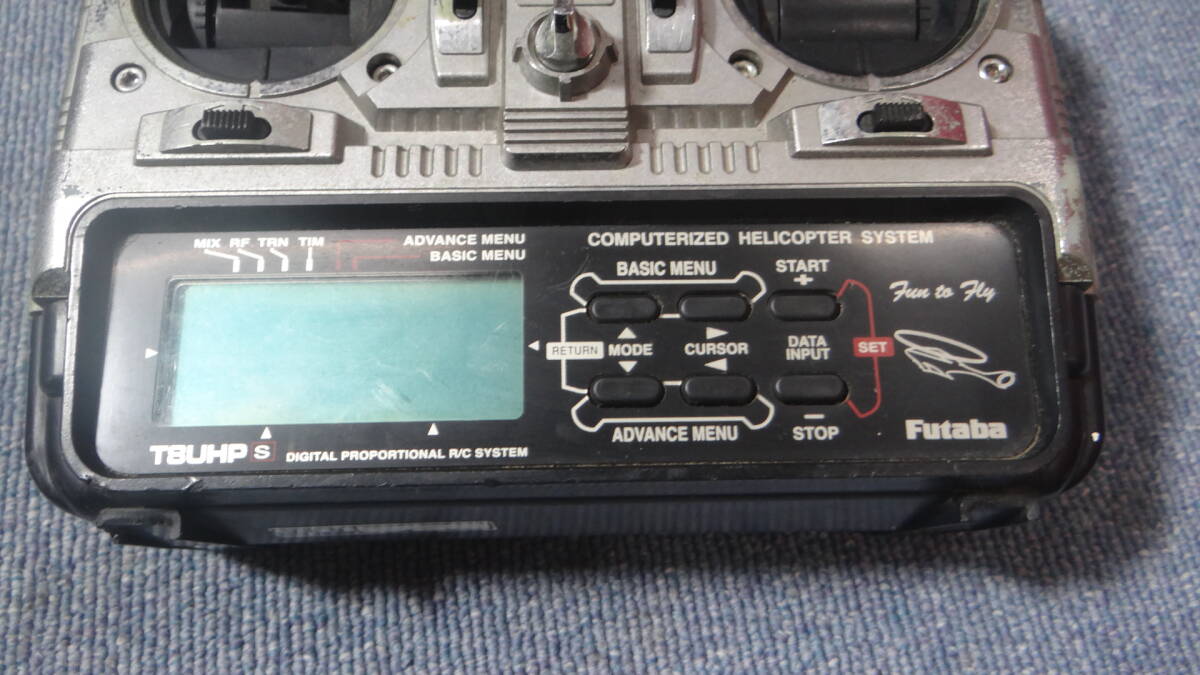 MIX RF TRN TIM
ADVANCE MENU
BASIC MENU
COMPUTERIZED HELICOPTER SYSTEM
BASIC MENU
START
+
Fun to Fly
RETURN
MODE
CURSOR
DATA
INPUT
SET
ADVANCE MENU
–
STOP
Futaba
T8UHP S
DIGITAL PROPORTIONAL R/C SYSTEM